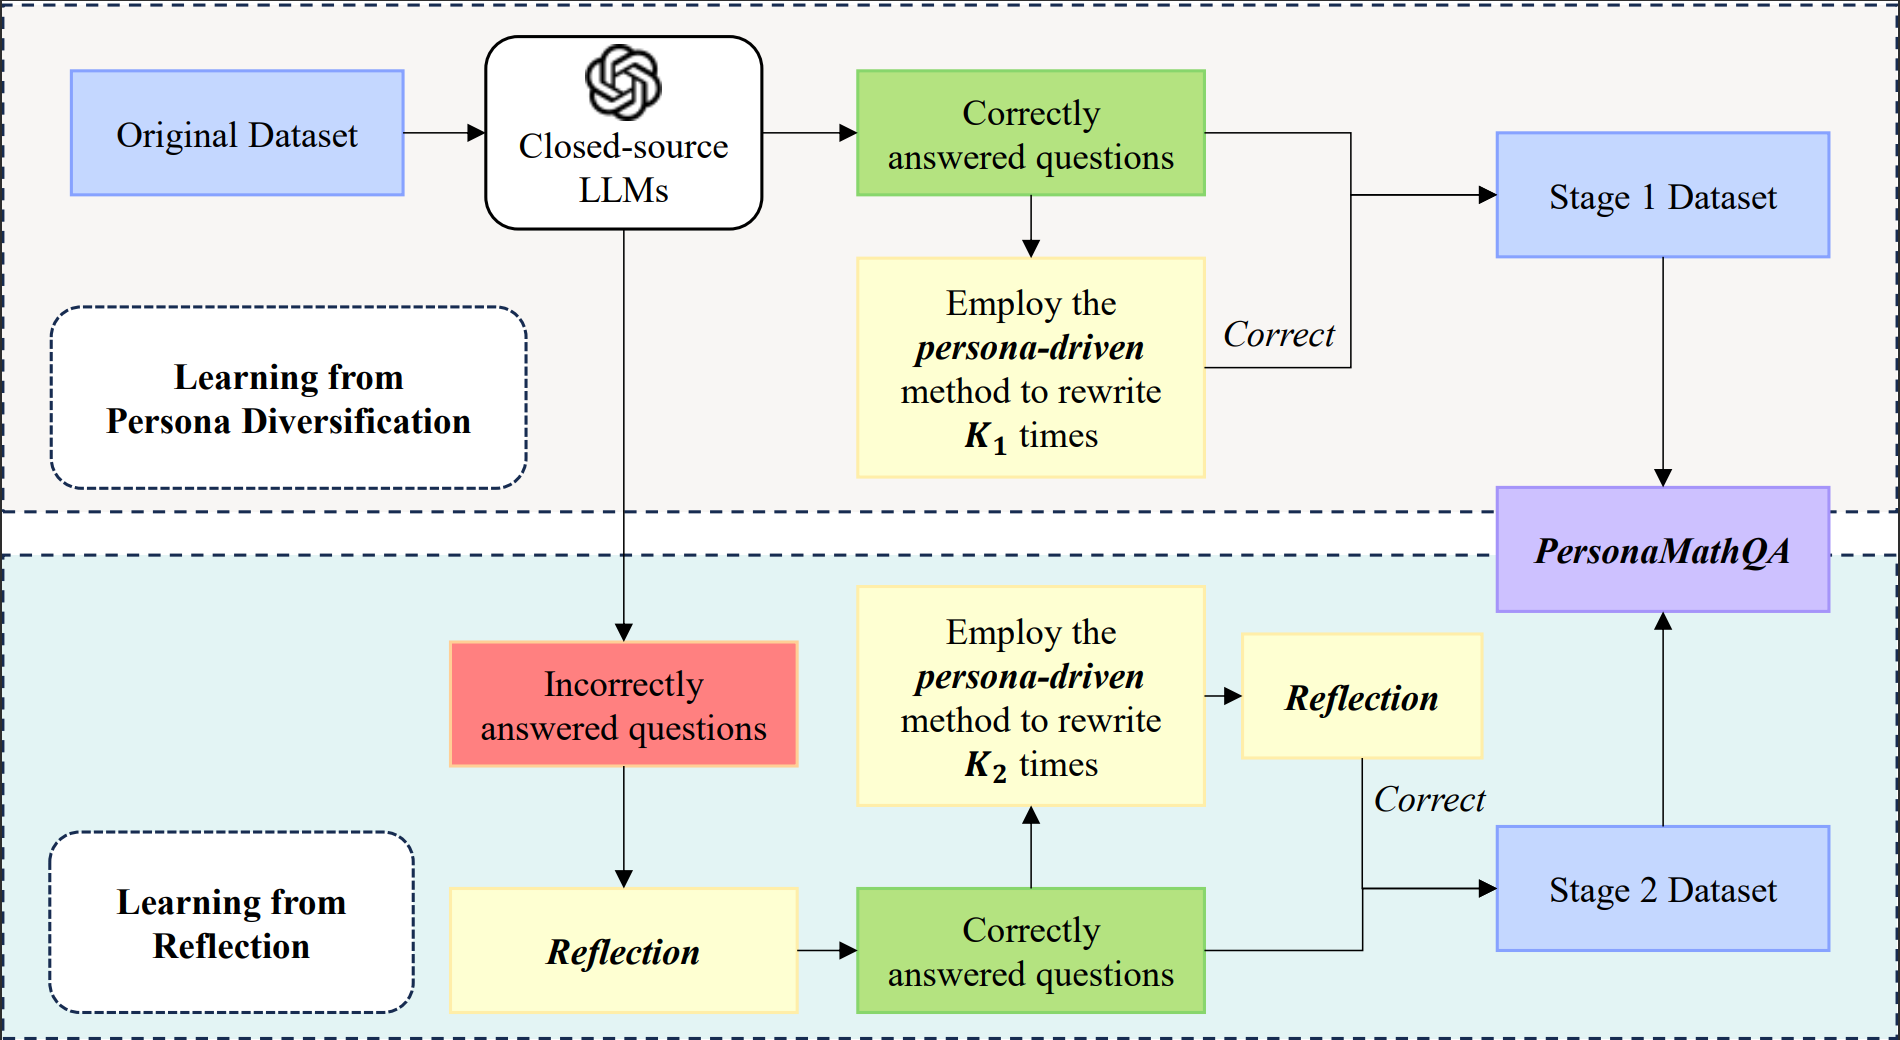 Original Dataset
Closed-source
LLMs
Correctly
answered questions
Stage 1 Dataset
Employ the
persona-driven
method to rewrite
K₁ times
Correct
Learning from
Persona Diversification
PersonaMathQA
Incorrectly
answered questions
Employ the
persona-driven
method to rewrite
K₂ times
Reflection
Correct
Learning from
Reflection
Reflection
Correctly
answered questions
Stage 2 Dataset